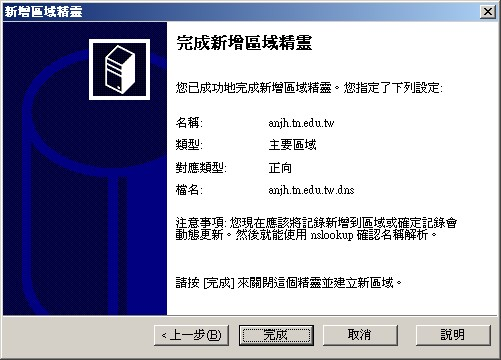 新增區域精靈
完成新增區域精靈
您已成功地完成新增區域精靈。您指定了下列設定:
名稱: anjh.tn.edu.tw
類型: 主要區域
對應類型: 正向
檔名: anjh.tn.edu.tw.dns
注意事項: 您現在應該將記錄新增到區域或確定記錄會
動態更新。然後就能使用 nslookup 確認名稱解析。
請按 [完成] 來關閉這個精靈並建立新區域。
< 上一步(B) 完成 取消 說明